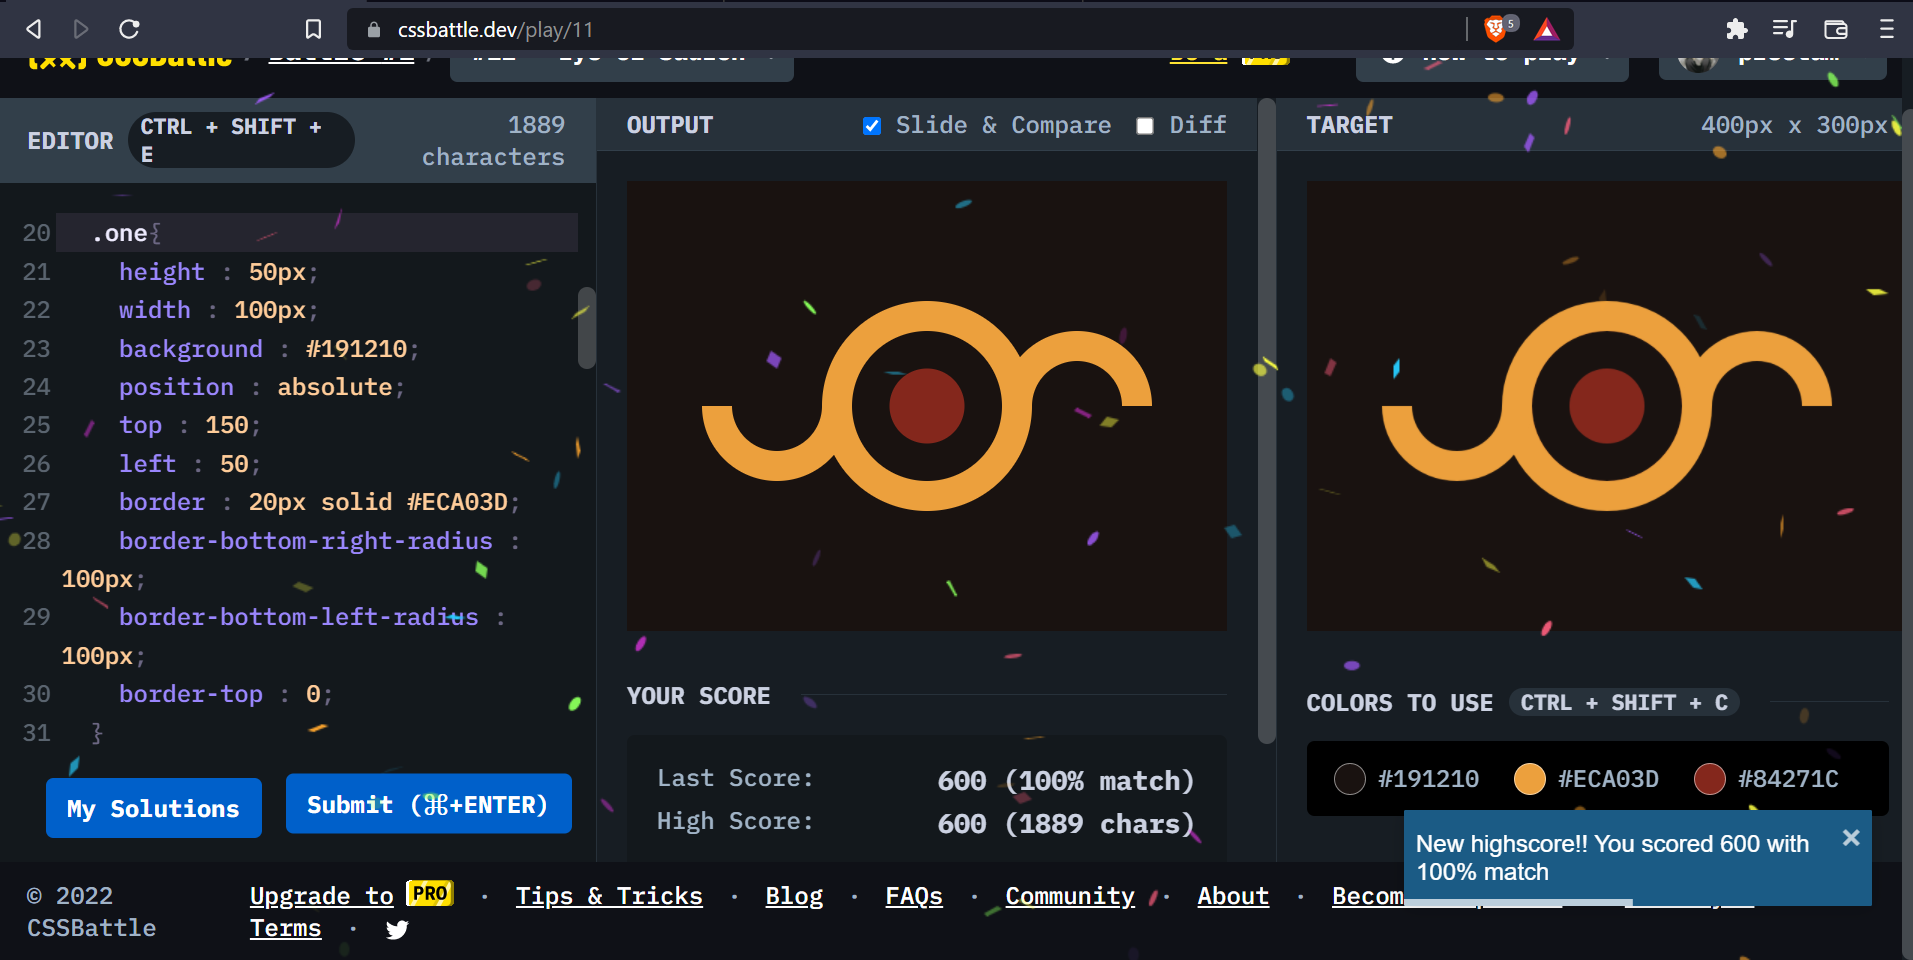 cssbattle.dev/play/11
5
CSSBattle
EDITOR
CTRL + SHIFT + E
1889 characters
20 .one{
21 height : 50px;
22 width : 100px;
23 background : #191210;
24 position : absolute;
25 top : 150;
26 left : 50;
27 border : 20px solid #ECA03D;
28 border-bottom-right-radius :
100px;
29 border-bottom-left-radius :
100px;
30 border-top : 0;
31 }
My Solutions
Submit (⌘+ENTER)
OUTPUT
Slide & Compare
Diff
YOUR SCORE
Last Score: 600 (100% match)
High Score: 600 (1889 chars)
TARGET
400px x 300px
COLORS TO USE
CTRL + SHIFT + C
#191210 #ECA03D #84271C
New highscore!! You scored 600 with
100% match
×
© 2022
CSSBattle
Upgrade to PRO · Tips & Tricks · Blog · FAQs · Community · About · Becom
Terms ·